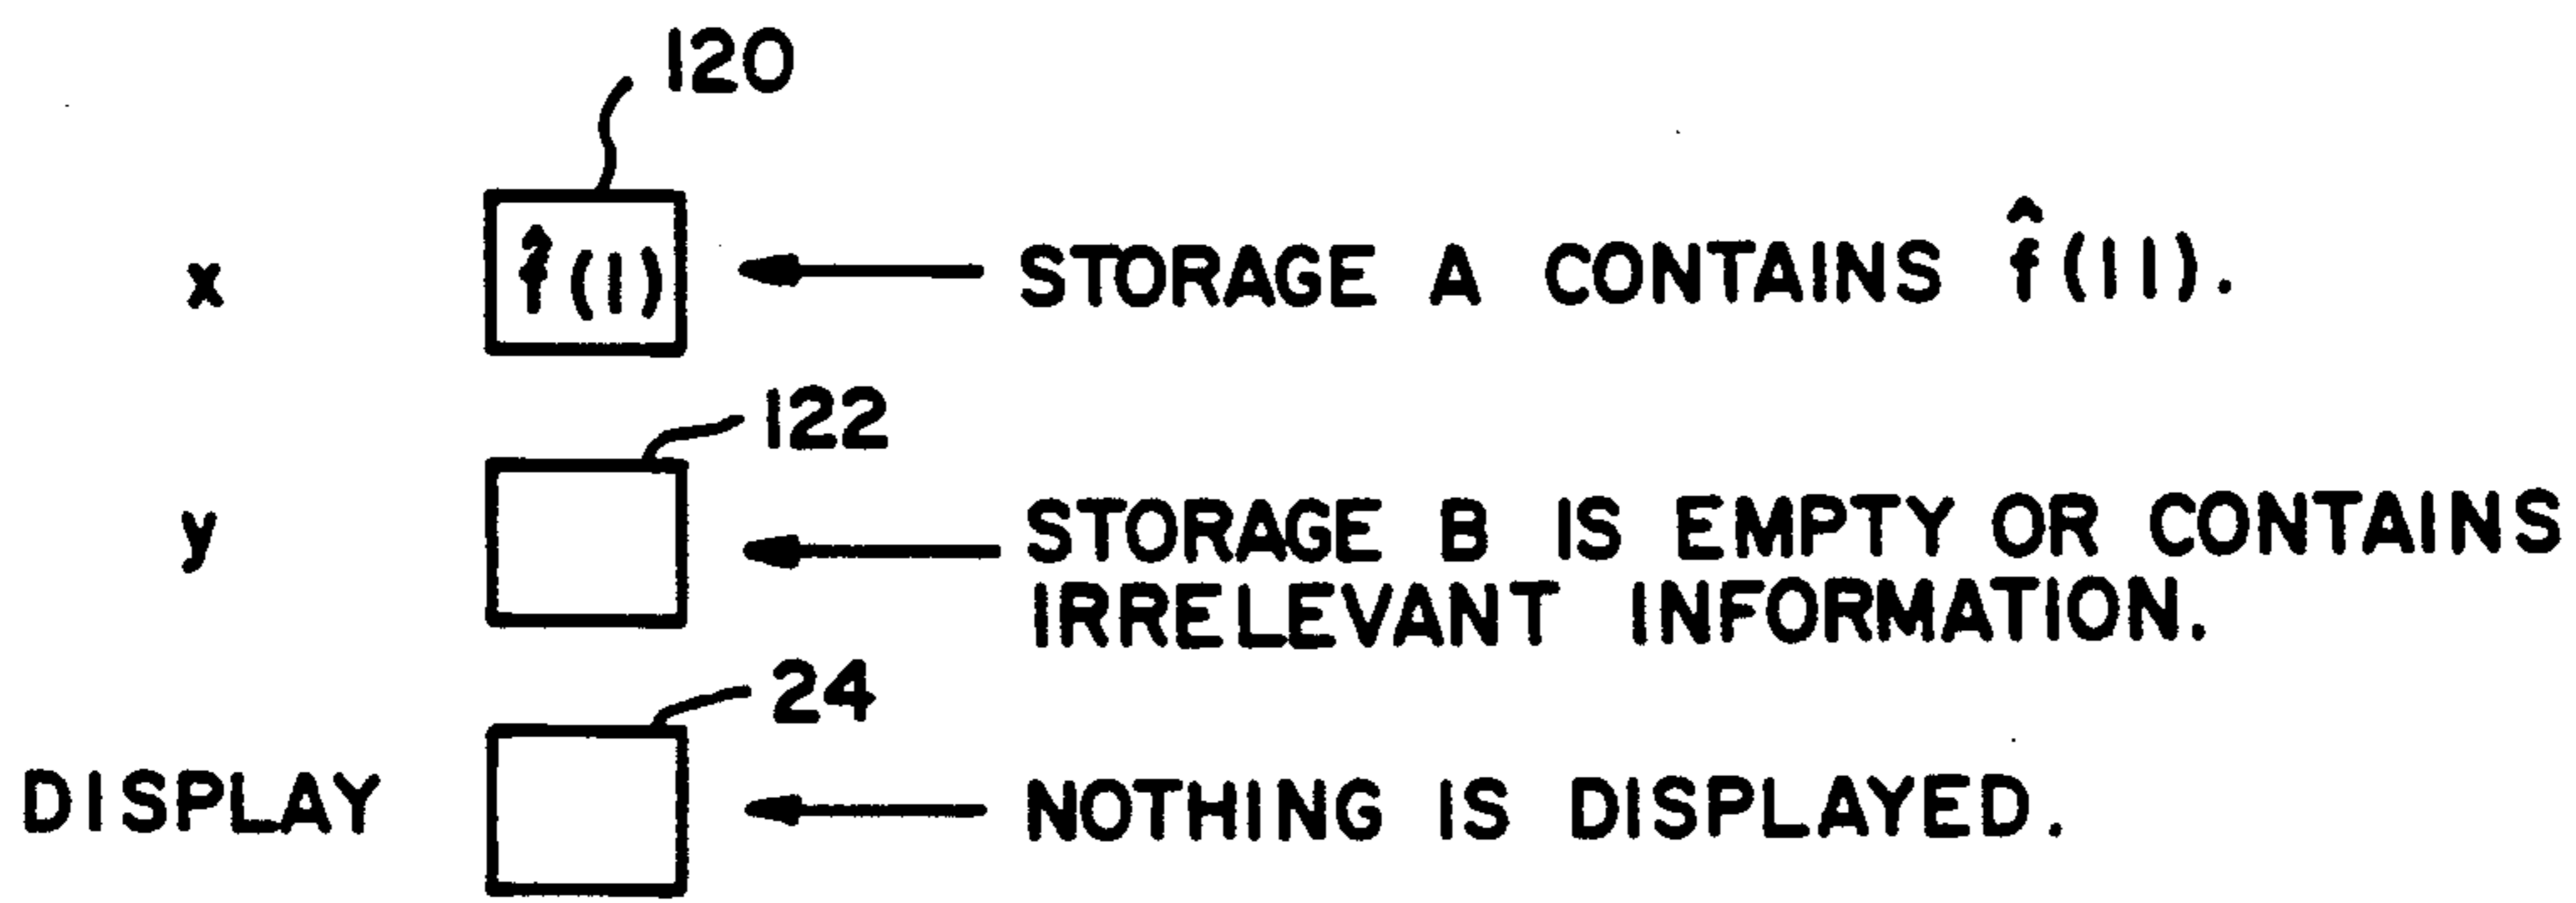 120
x f̂(1) STORAGE A CONTAINS f̂(11).
122
y STORAGE B IS EMPTY OR CONTAINS
IRRELEVANT INFORMATION.
24
DISPLAY NOTHING IS DISPLAYED.